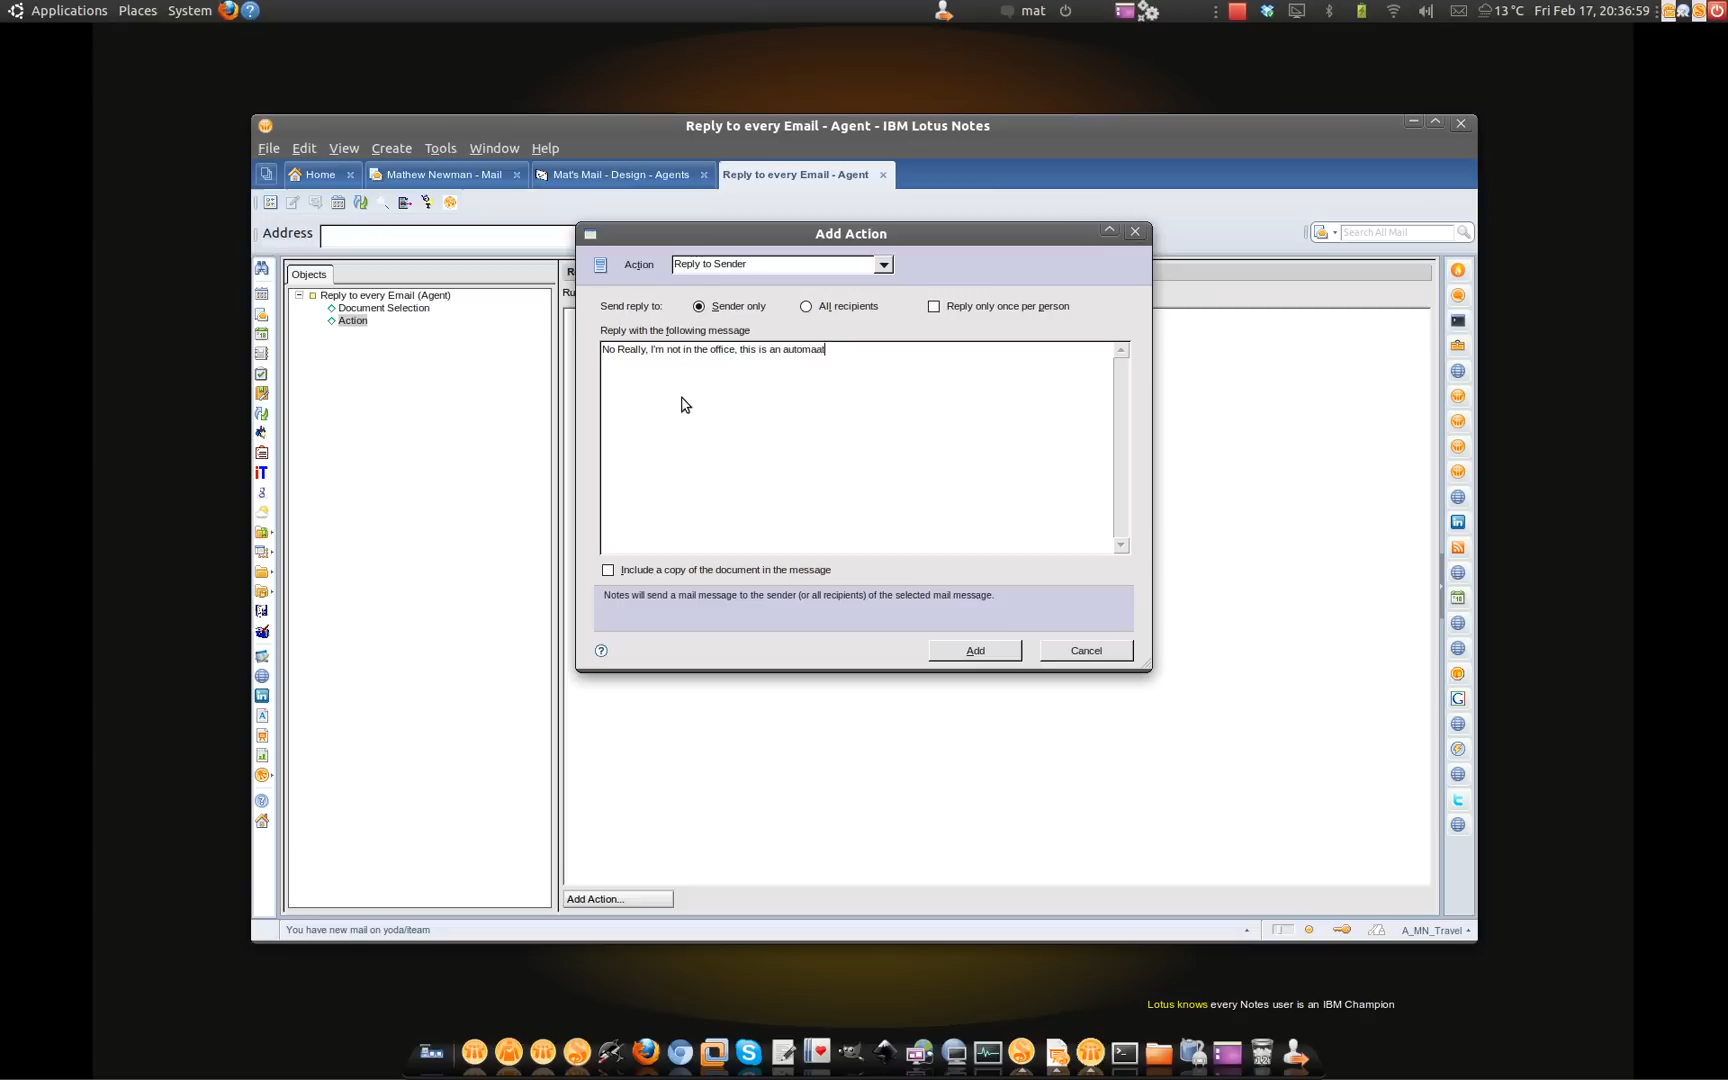 Applications Places System mat 13 °C Fri Feb 17, 20:36:59
Reply to every Email - Agent - IBM Lotus Notes
File Edit View Create Tools Window Help
Home Mathew Newman - Mail Mat's Mail - Design - Agents Reply to every Email - Agent
Address Search All Mail
Add Action
Action Reply to Sender
Objects
Reply to every Email (Agent)
Document Selection
Action
Send reply to: Sender only All recipients Reply only once per person
Reply with the following message
No Really, I'm not in the office, this is an automaat
Include a copy of the document in the message
Notes will send a mail message to the sender (or all recipients) of the selected mail message.
Add Cancel
Add Action...
You have new mail on yoda/iteam A_MN_Travel
Lotus knows every Notes user is an IBM Champion